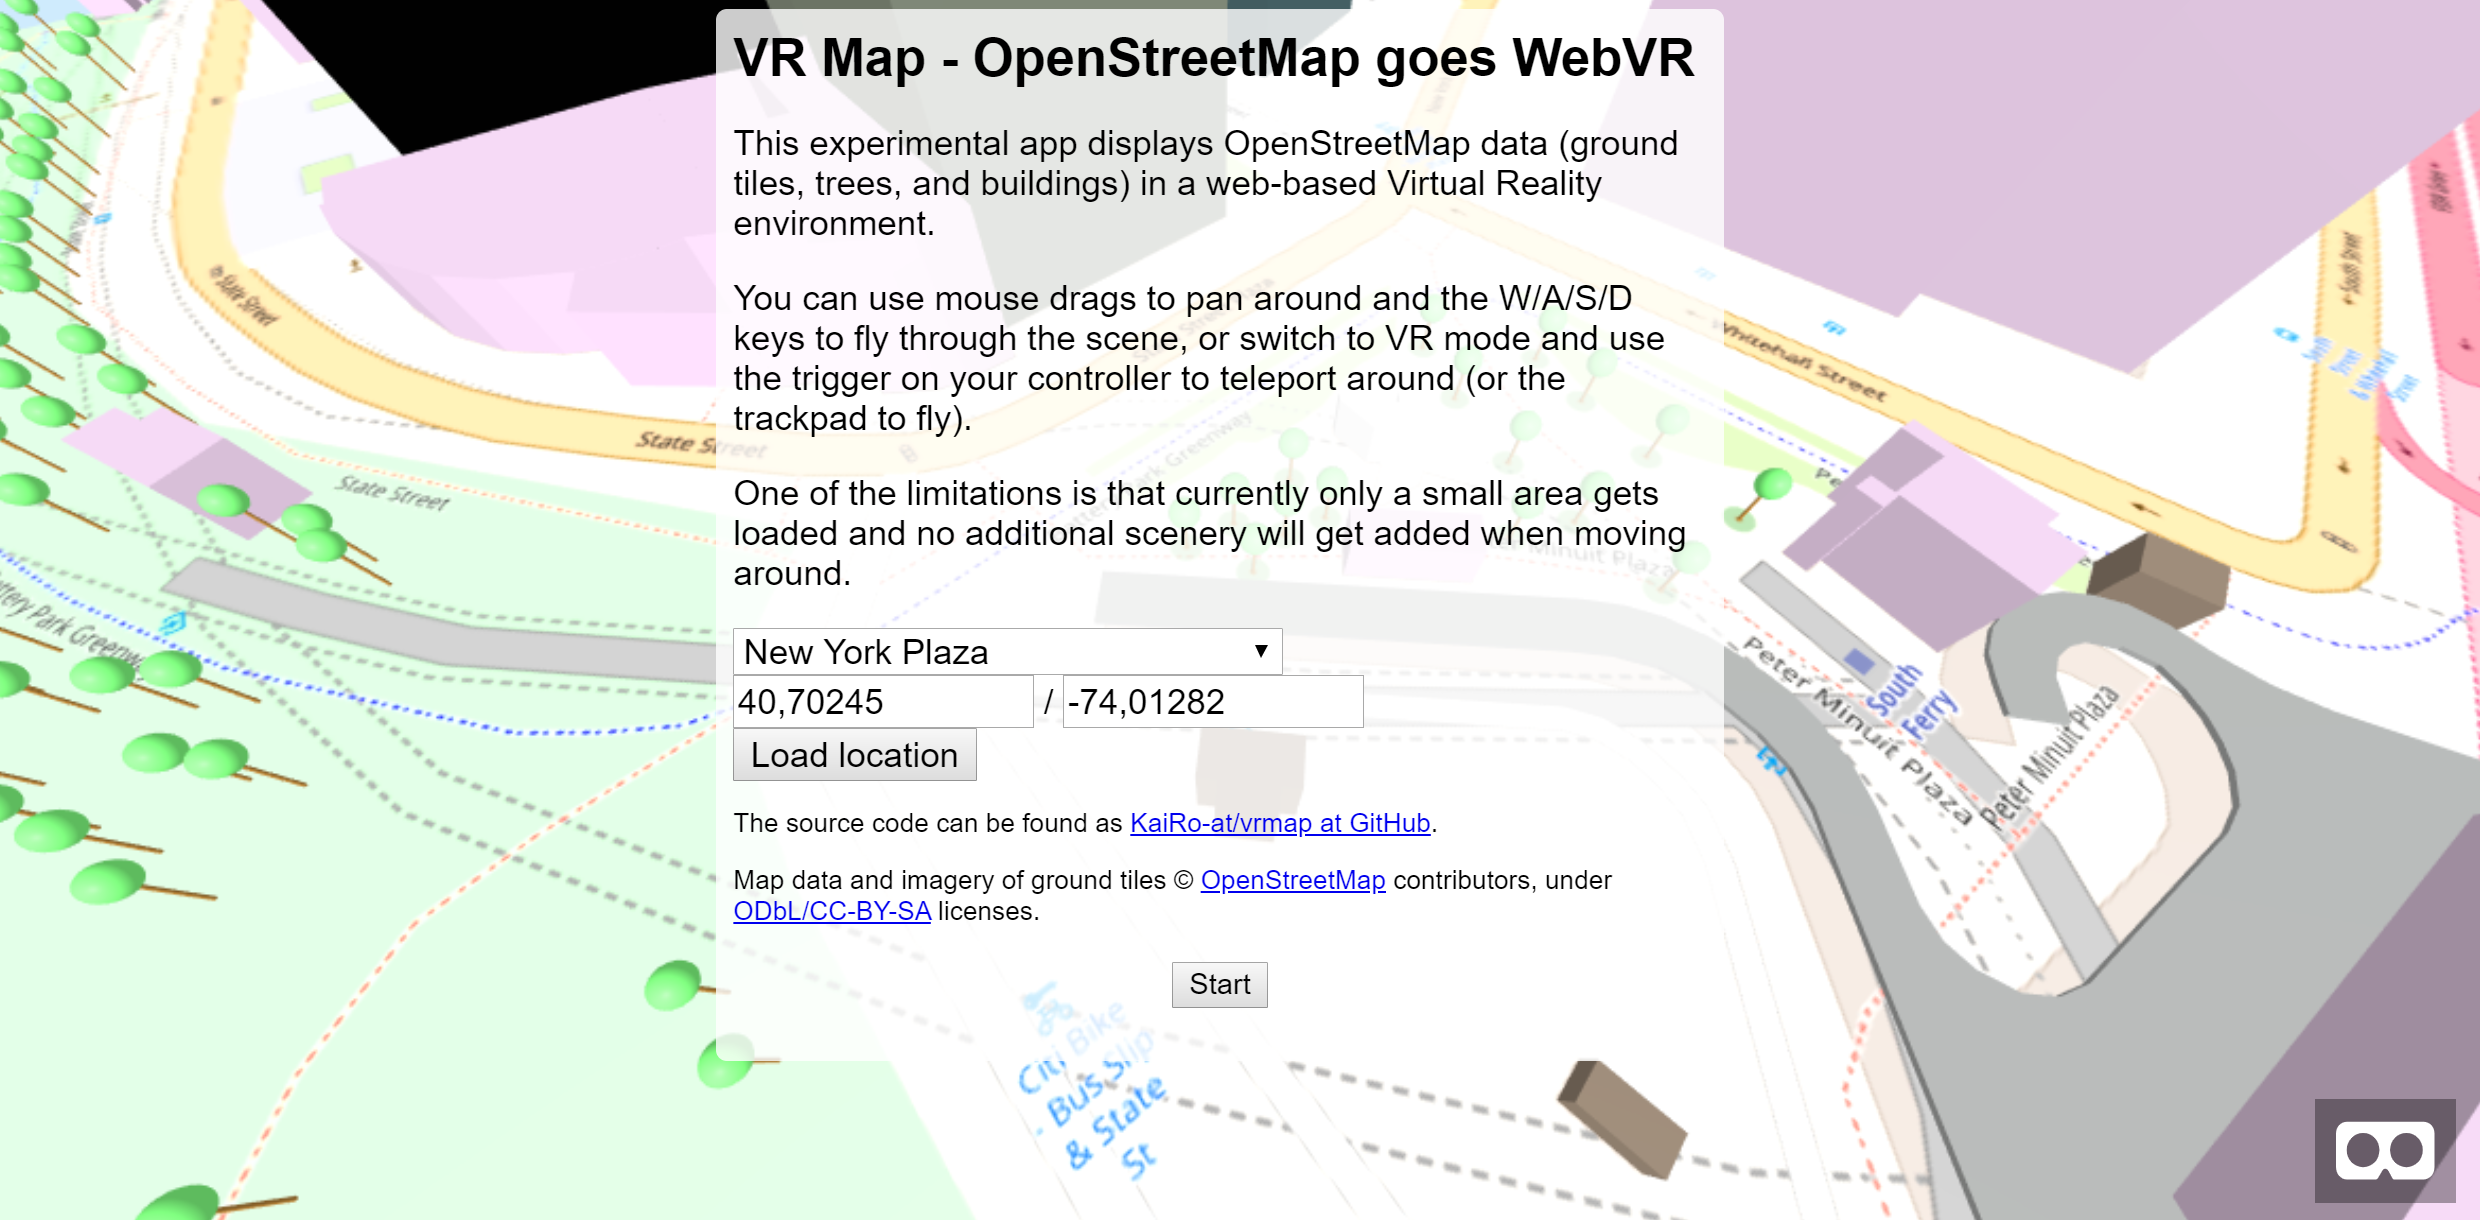 VR Map - OpenStreetMap goes WebVR
This experimental app displays OpenStreetMap data (ground
tiles, trees, and buildings) in a web-based Virtual Reality
environment.
You can use mouse drags to pan around and the W/A/S/D
keys to fly through the scene, or switch to VR mode and use
the trigger on your controller to teleport around (or the
trackpad to fly).
One of the limitations is that currently only a small area gets
loaded and no additional scenery will get added when moving
around.
New York Plaza
40,70245 / -74,01282
Load location
The source code can be found as KaiRo-at/vrmap at GitHub.
Map data and imagery of ground tiles © OpenStreetMap contributors, under
ODbL/CC-BY-SA licenses.
Start
State Street
State Street
State Street
Whitehall Street
South Street
South
Ferry
Peter Minuit Plaza
Peter Minuit Plaza
Citi Bike
- Bus Slip
& State
St